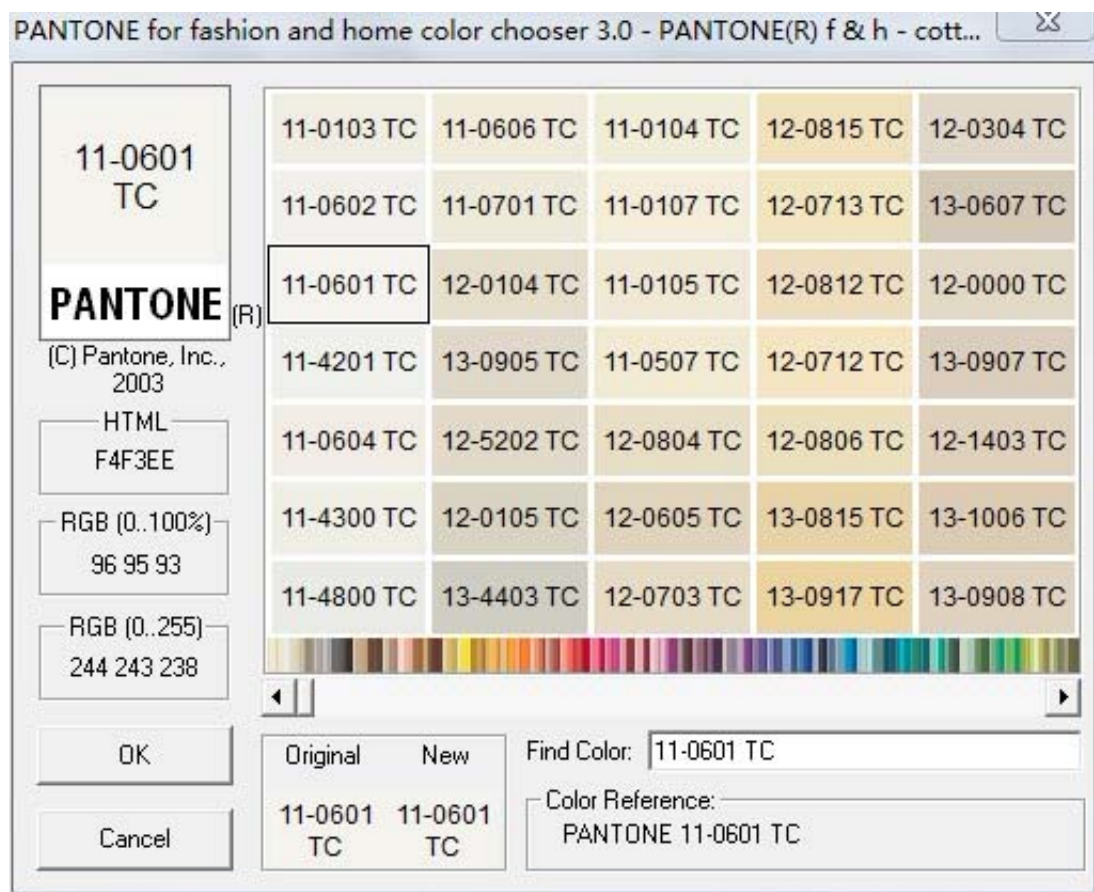 PANTONE for fashion and home color chooser 3.0 - PANTONE(R) f & h - cott...
11-0601
TC
PANTONE (R)
(C) Pantone, Inc.,
2003
HTML
F4F3EE
RGB (0..100%)
96 95 93
RGB (0..255)
244 243 238
OK
Cancel
11-0103 TC 11-0606 TC 11-0104 TC 12-0815 TC 12-0304 TC
11-0602 TC 11-0701 TC 11-0107 TC 12-0713 TC 13-0607 TC
11-0601 TC 12-0104 TC 11-0105 TC 12-0812 TC 12-0000 TC
11-4201 TC 13-0905 TC 11-0507 TC 12-0712 TC 13-0907 TC
11-0604 TC 12-5202 TC 12-0804 TC 12-0806 TC 12-1403 TC
11-4300 TC 12-0105 TC 12-0605 TC 13-0815 TC 13-1006 TC
11-4800 TC 13-4403 TC 12-0703 TC 13-0917 TC 13-0908 TC
Original New
11-0601 11-0601
TC TC
Find Color: 11-0601 TC
Color Reference:
PANTONE 11-0601 TC